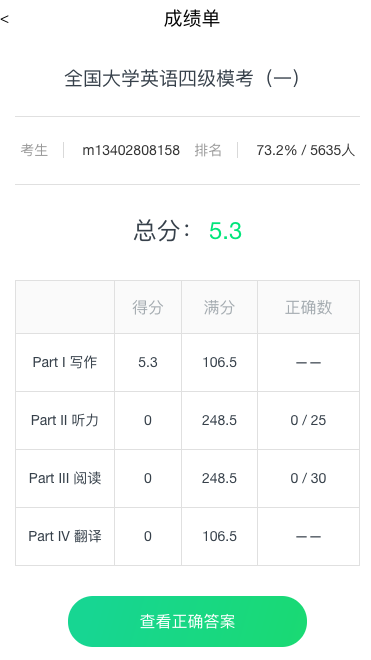 < 成绩单
全国大学英语四级模考（一）
考生 m13402808158 排名 73.2% / 5635人
总分： 5.3
得分 满分 正确数
Part I 写作 5.3 106.5 – –
Part II 听力 0 248.5 0 / 25
Part III 阅读 0 248.5 0 / 30
Part IV 翻译 0 106.5 – –
查看正确答案